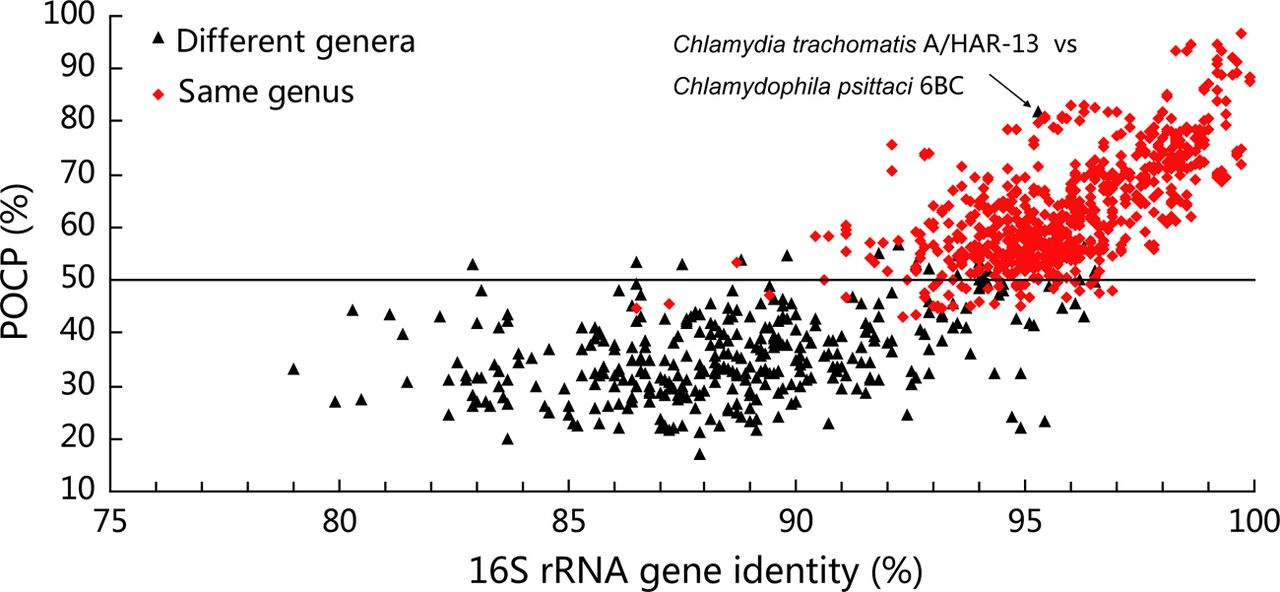 100
90
80
70
60
50
40
30
20
10
POCP (%)
Different genera
Same genus
Chlamydia trachomatis A/HAR-13 vs
Chlamydophila psittaci 6BC
75 80 85 90 95 100
16S rRNA gene identity (%)